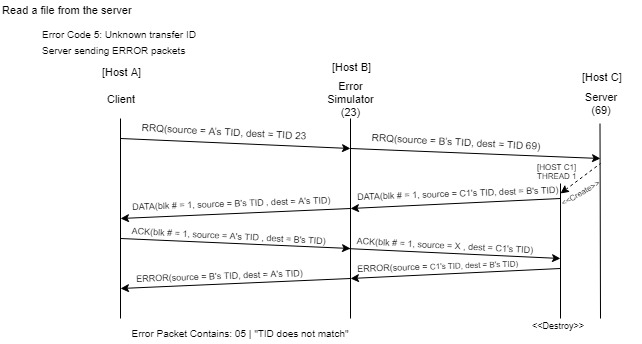 Read a file from the server
Error Code 5: Unknown transfer ID
Server sending ERROR packets
[Host A]
Client
[Host B]
Error
Simulator
(23)
[Host C]
Server
(69)
RRQ(source = A's TID, dest = TID 23
RRQ(source = B's TID, dest = TID 69)
[HOST C1]
THREAD 1
<<Create>>
DATA(blk # = 1, source = C1's TID, dest = B's TID)
DATA(blk # = 1, source = B's TID , dest = A's TID)
ACK(blk # = 1, source = A's TID , dest = B's TID)
ACK(blk # = 1, source = X , dest = C1's TID)
ERROR(source = C1's TID, dest = B's TID)
ERROR(source = B's TID, dest = A's TID)
<<Destroy>>
Error Packet Contains: 05 | "TID does not match"